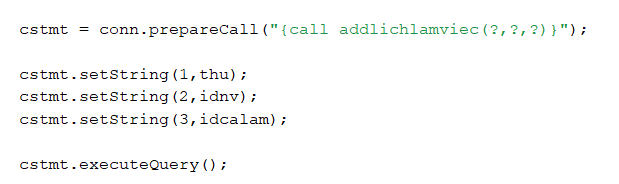 cstmt = conn.prepareCall("{call addlichlamviec(?,?,?)}");
cstmt.setString(1,thu);
cstmt.setString(2,idnv);
cstmt.setString(3,idcalam);
cstmt.executeQuery();